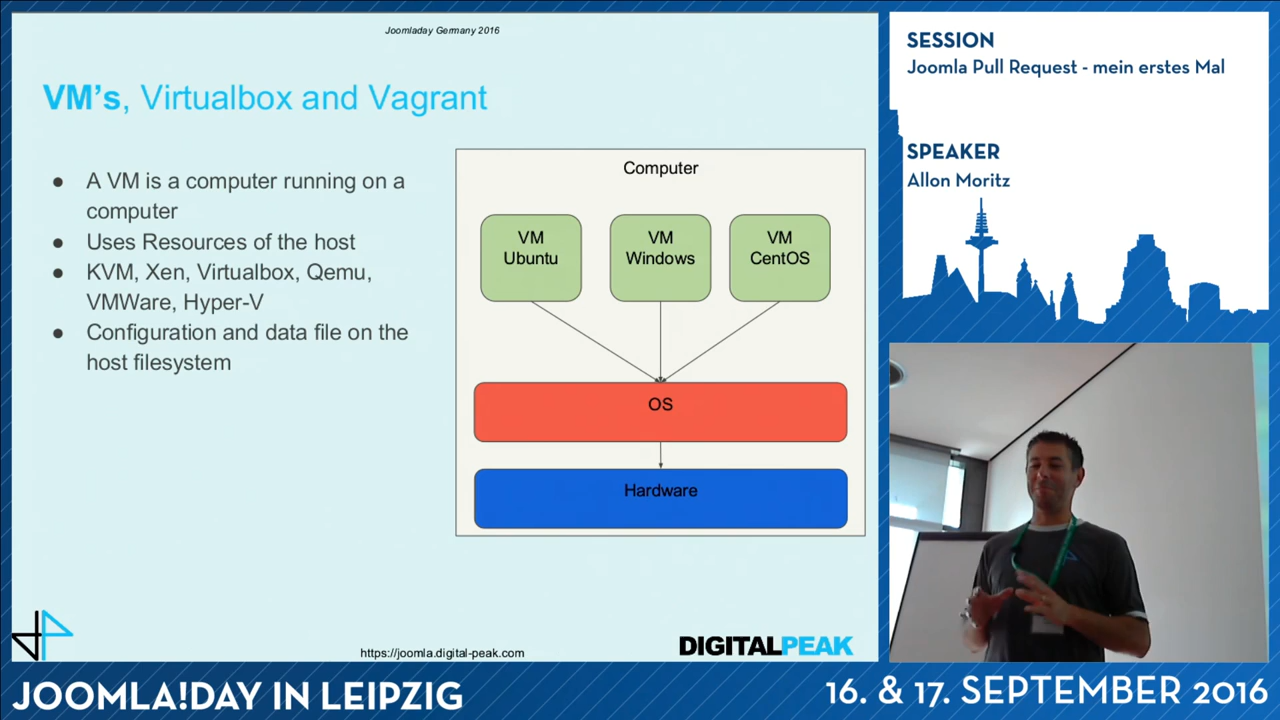 Joomladay Germany 2016
VM's, Virtualbox and Vagrant
● A VM is a computer running on a
computer
● Uses Resources of the host
● KVM, Xen, Virtualbox, Qemu,
VMWare, Hyper-V
● Configuration and data file on the
host filesystem
Computer
VM
Ubuntu
VM
Windows
VM
CentOS
OS
Hardware
https://joomla.digital-peak.com
DIGITALPEAK
SESSION
Joomla Pull Request - mein erstes Mal
SPEAKER
Allon Moritz
JOOMLA!DAY IN LEIPZIG
16. & 17. SEPTEMBER 2016